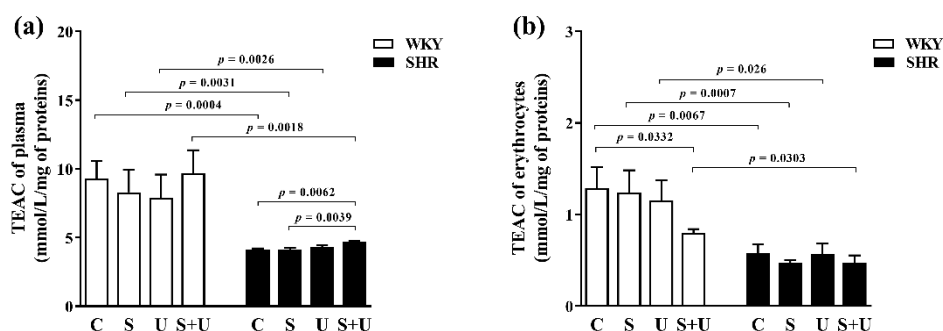 (a)
TEAC of plasma
(mmol/L/mg of proteins)
20
15
10
5
0
WKY
SHR
p = 0.0026
p = 0.0031
p = 0.0004
p = 0.0018
p = 0.0062
p = 0.0039
C S U S+U C S U S+U
(b)
TEAC of erythrocytes
(mmol/L/mg of proteins)
3
2
1
0
WKY
SHR
p = 0.026
p = 0.0007
p = 0.0067
p = 0.0332
p = 0.0303
C S U S+U C S U S+U